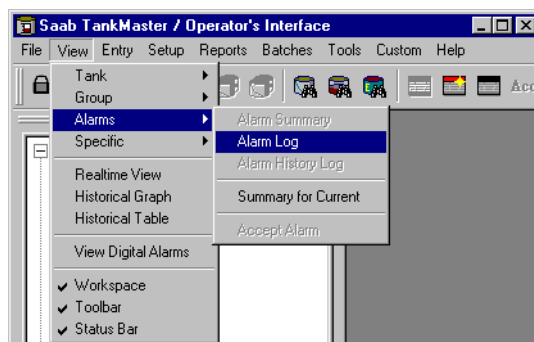 Saab TankMaster / Operator's Interface
File View Entry Setup Reports Batches Tools Custom Help
Acc
Tank
Group
Alarms
Specific
Realtime View
Historical Graph
Historical Table
View Digital Alarms
Workspace
Toolbar
Status Bar
Alarm Summary
Alarm Log
Alarm History Log
Summary for Current
Accept Alarm